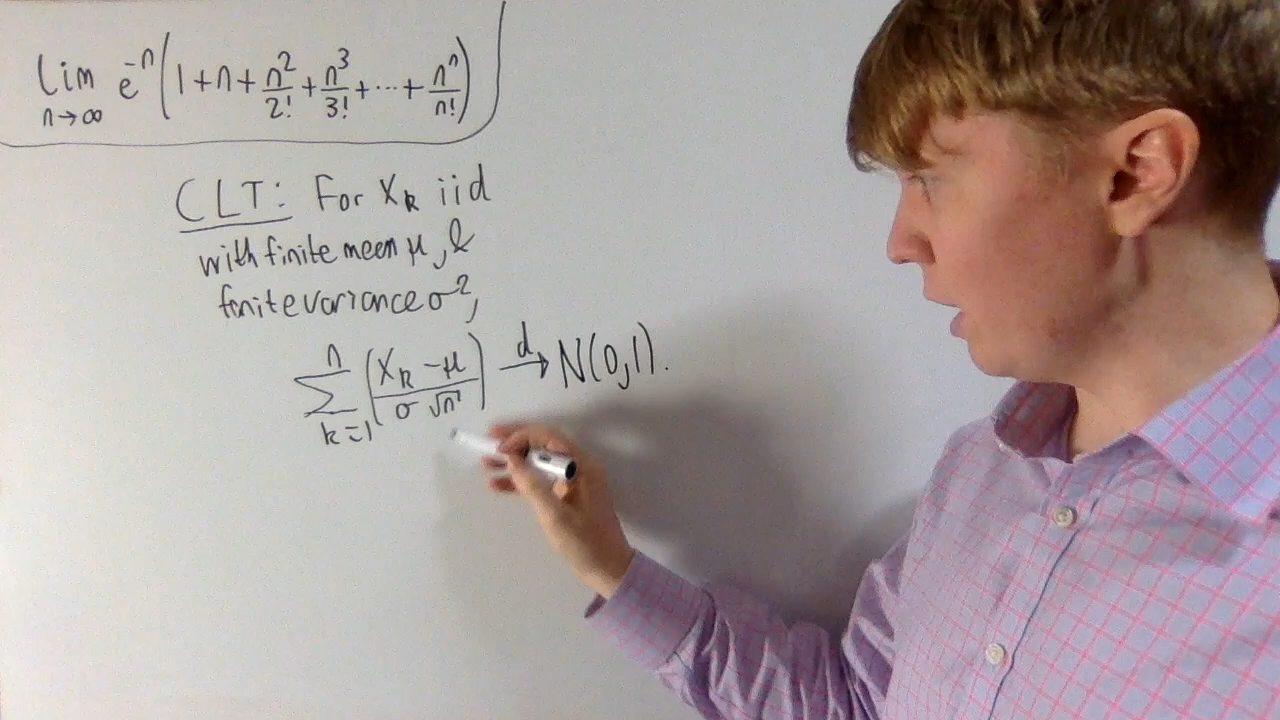 lim n→∞ e^{-n} (1 + n + n^2/2! + n^3/3! + ··· + n^n/n!)
CLT: For X_k iid
with finite mean μ, &
finite variance σ^2,
∑_{k=1}^{n} (X_k - μ / σ√n) →^d N(0,1).